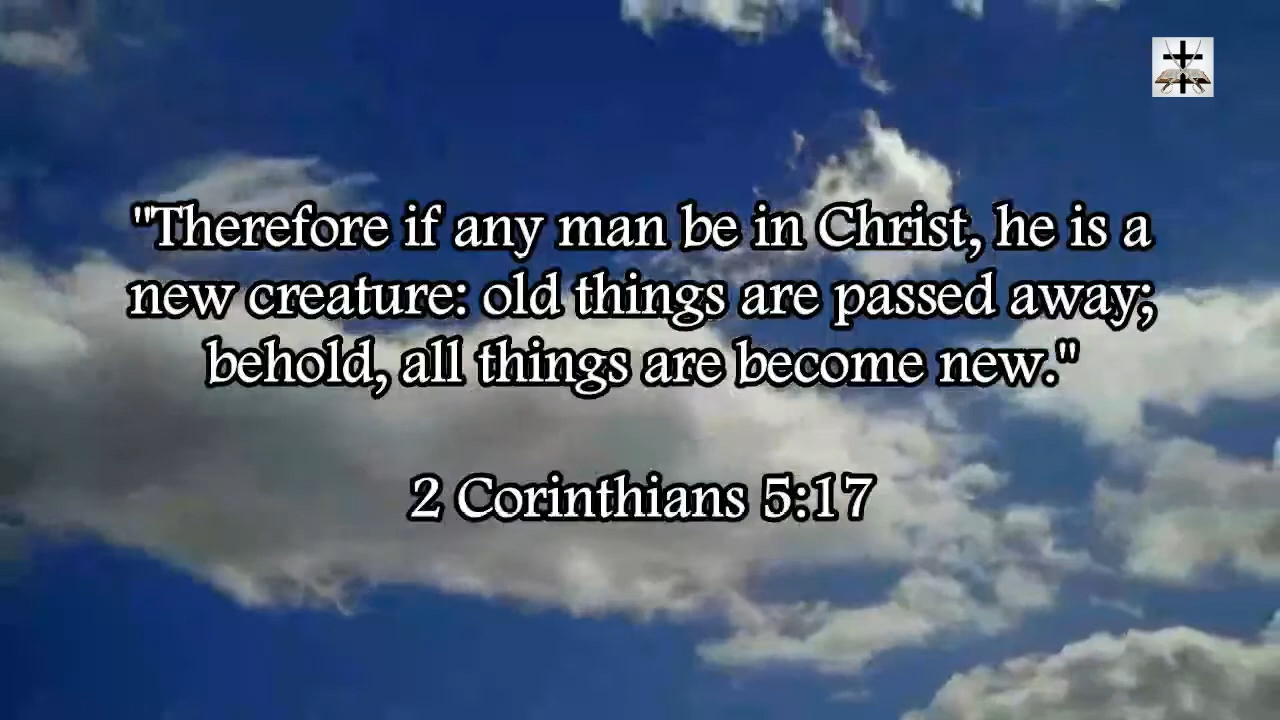 "Therefore if any man be in Christ, he is a
new creature: old things are passed away;
behold, all things are become new."
2 Corinthians 5:17